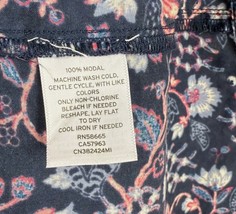 100% MODAL
MACHINE WASH COLD,
GENTLE CYCLE, WITH LIKE
COLORS
ONLY NON-CHLORINE
BLEACH IF NEEDED
RESHAPE, LAY FLAT
TO DRY
COOL IRON IF NEEDED
RN58665
CA57963
CN382424MI